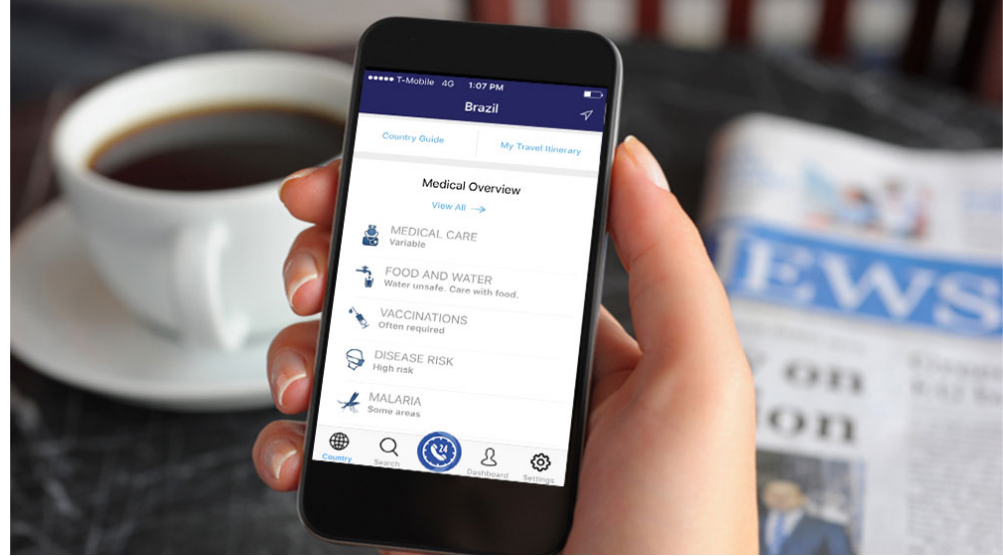 T-Mobile 4G 1:07 PM
Brazil
Country Guide My Travel Itinerary
Medical Overview
View All →
MEDICAL CARE
Variable
FOOD AND WATER
Water unsafe. Care with food.
VACCINATIONS
Often required
DISEASE RISK
High risk
MALARIA
Some areas
24
Country Search Dashboard Settings
EWS
on
ion